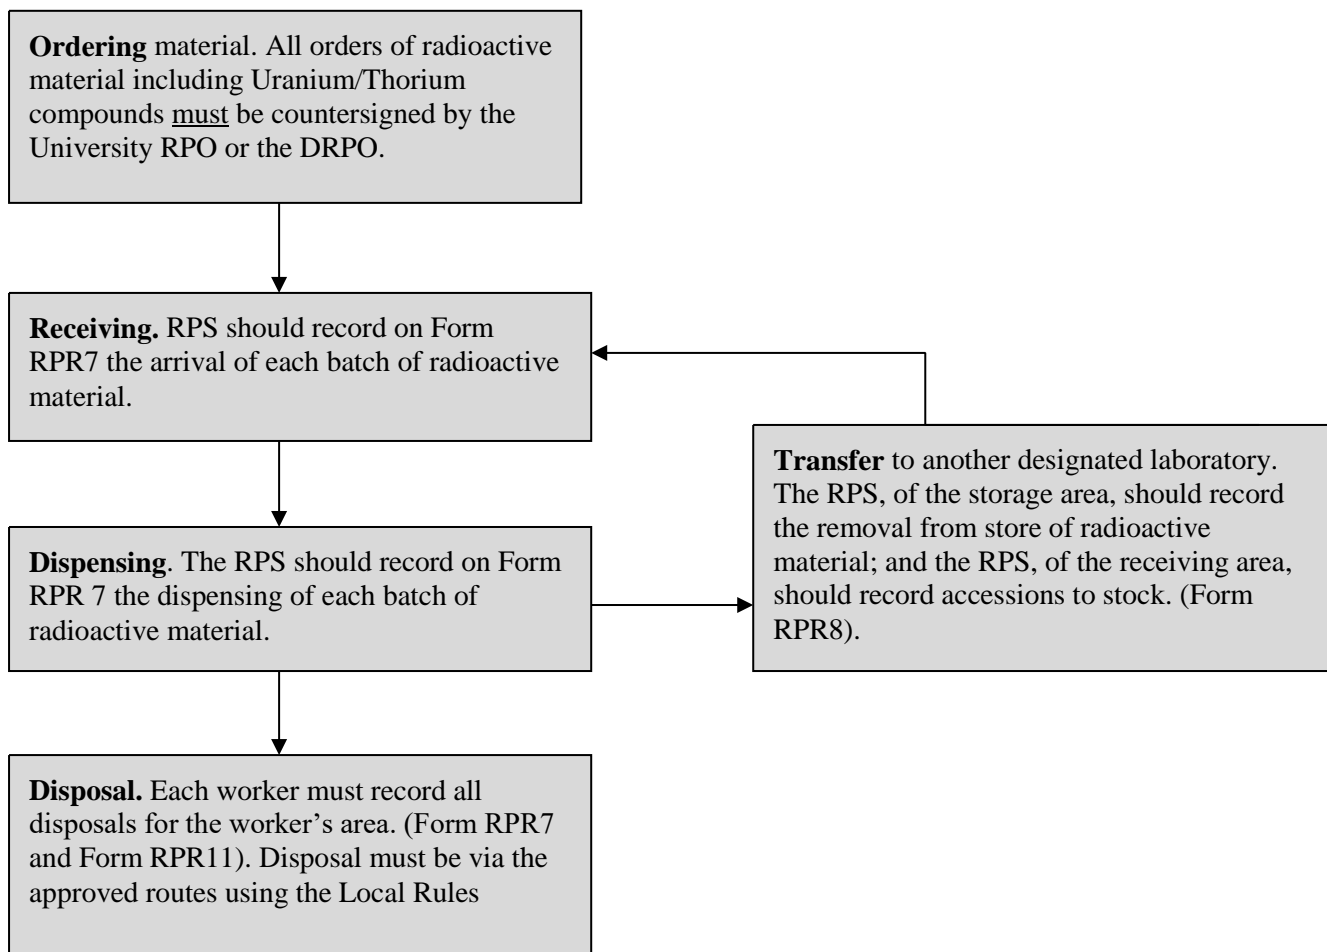 Ordering material. All orders of radioactive
material including Uranium/Thorium
compounds must be countersigned by the
University RPO or the DRPO.
Receiving. RPS should record on Form
RPR7 the arrival of each batch of radioactive
material.
Transfer to another designated laboratory.
The RPS, of the storage area, should record
the removal from store of radioactive
material; and the RPS, of the receiving area,
should record accessions to stock. (Form
RPR8).
Dispensing. The RPS should record on Form
RPR 7 the dispensing of each batch of
radioactive material.
Disposal. Each worker must record all
disposals for the worker’s area. (Form RPR7
and Form RPR11). Disposal must be via the
approved routes using the Local Rules